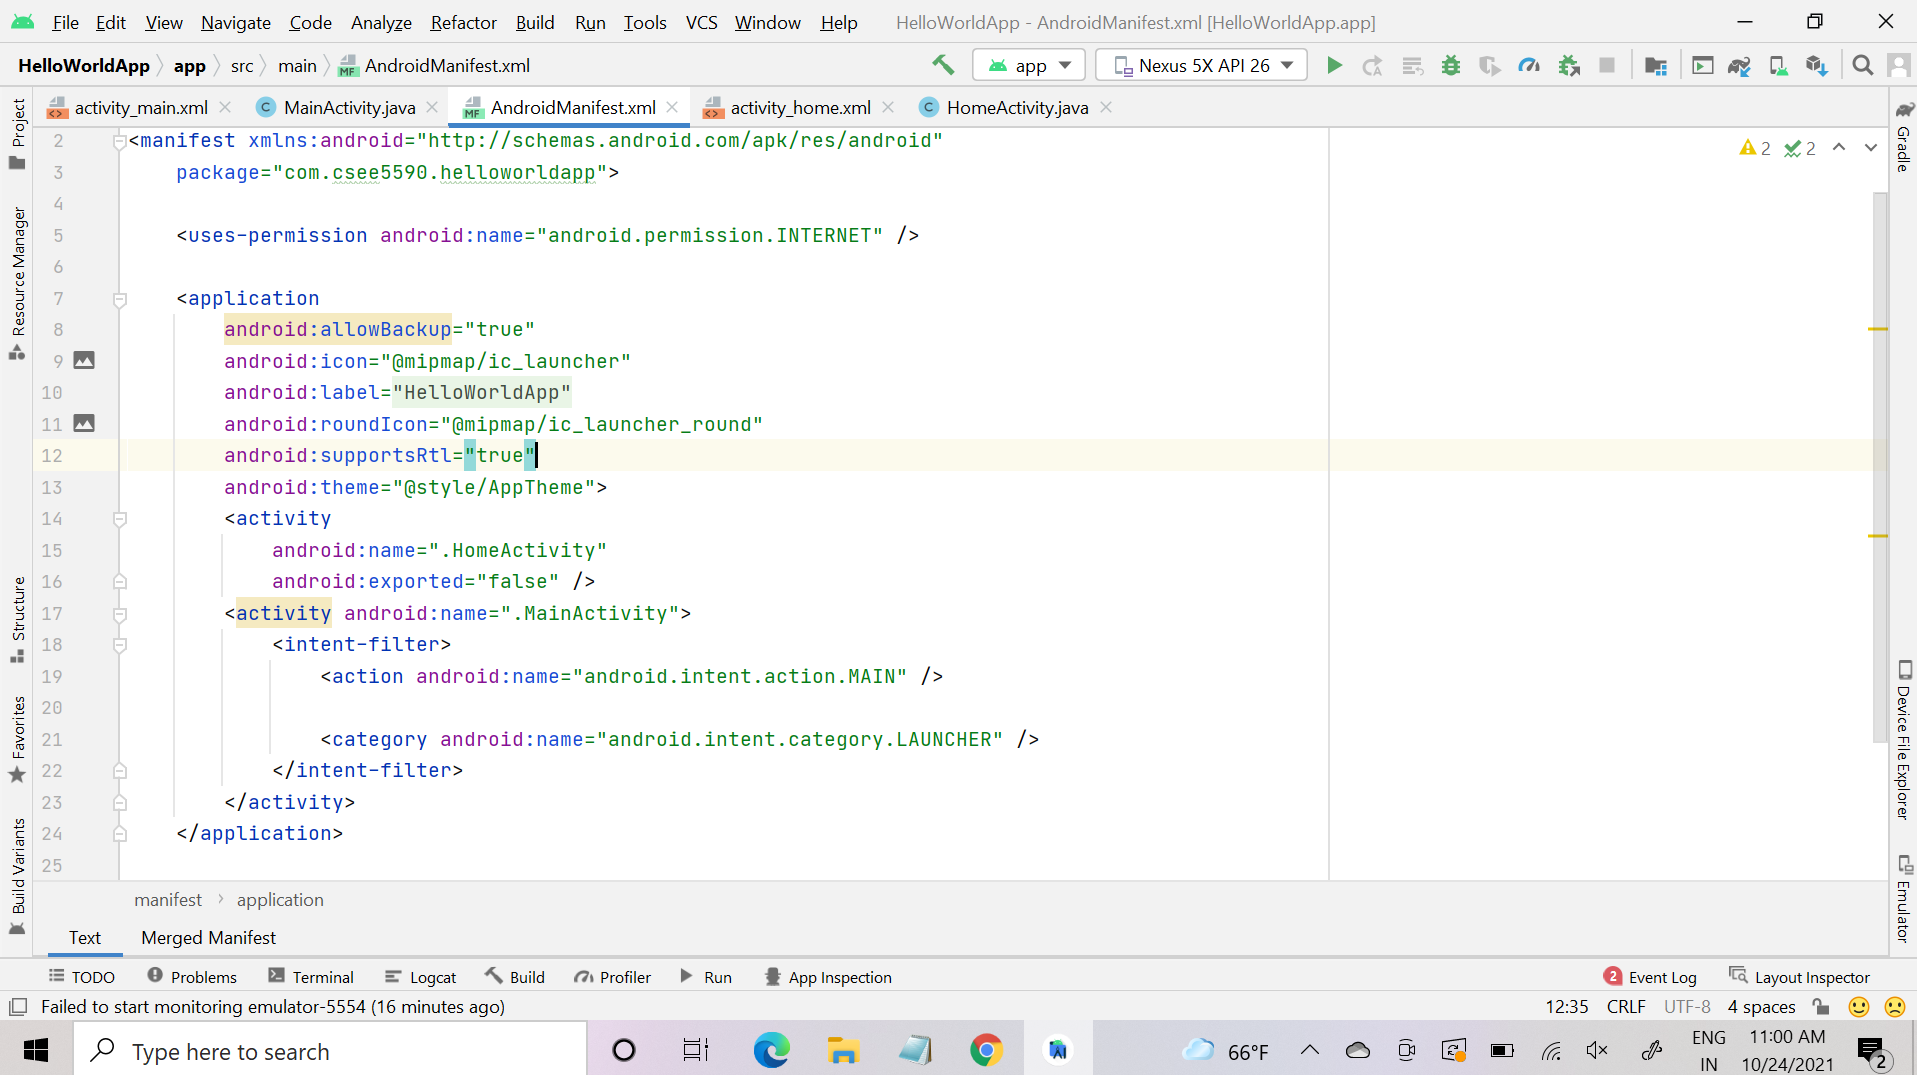 File Edit View Navigate Code Analyze Refactor Build Run Tools VCS Window Help HelloWorldApp - AndroidManifest.xml [HelloWorldApp.app]
HelloWorldApp app src main AndroidManifest.xml app Nexus 5X API 26
activity_main.xml MainActivity.java AndroidManifest.xml activity_home.xml HomeActivity.java
Project
Resource Manager
Structure
Favorites
Build Variants
2 <manifest xmlns:android="http://schemas.android.com/apk/res/android"
3 package="com.csee5590.helloworldapp">
4
5 <uses-permission android:name="android.permission.INTERNET" />
6
7 <application
8 android:allowBackup="true"
9 android:icon="@mipmap/ic_launcher"
10 android:label="HelloWorldApp"
11 android:roundIcon="@mipmap/ic_launcher_round"
12 android:supportsRtl="true"
13 android:theme="@style/AppTheme">
14 <activity
15 android:name=".HomeActivity"
16 android:exported="false" />
17 <activity android:name=".MainActivity">
18 <intent-filter>
19 <action android:name="android.intent.action.MAIN" />
20
21 <category android:name="android.intent.category.LAUNCHER" />
22 </intent-filter>
23 </activity>
24 </application>
25
2 2
Gradle
Device File Explorer
Emulator
manifest application
Text Merged Manifest
TODO Problems Terminal Logcat Build Profiler Run App Inspection 2 Event Log Layout Inspector
Failed to start monitoring emulator-5554 (16 minutes ago) 12:35 CRLF UTF-8 4 spaces
Type here to search 66°F ENG 11:00 AM
IN 10/24/2021 2